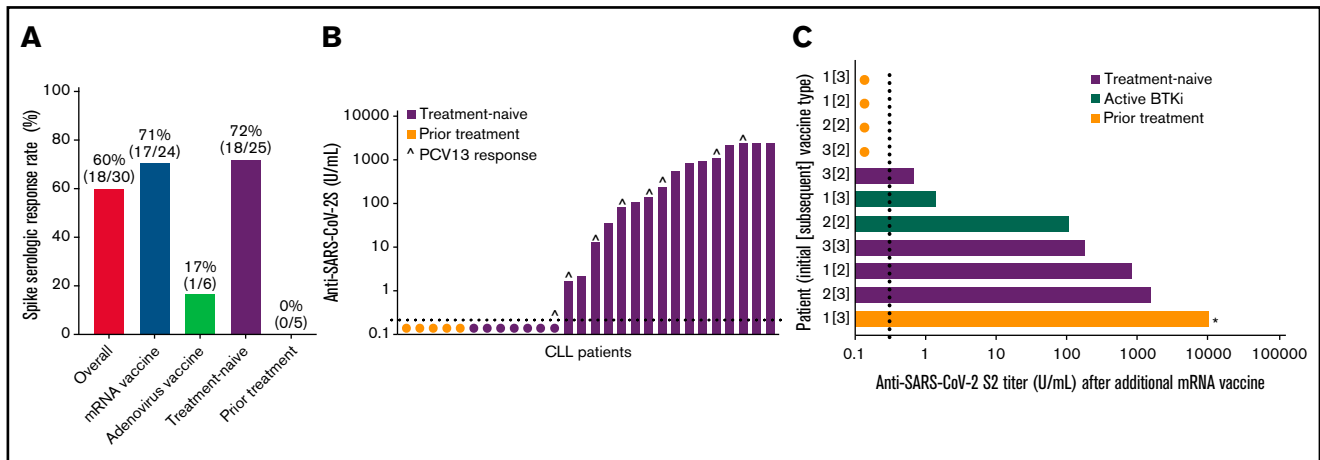 A
Spike serologic response rate (%)
100
80
60
40
20
0
60%
(18/30)
71%
(17/24)
17%
(1/6)
72%
(18/25)
0%
(0/5)
Overall
mRNA vaccine
Adenovirus vaccine
Treatment-naive
Prior treatment
B
Anti-SARS-CoV-2S (U/mL)
10000
1000
100
10
1
0.1
Treatment-naive
Prior treatment
^ PCV13 response
^ ^ ^ ^ ^ ^ ^ ^ ^
CLL patients
C
Patient (initial [subsequent] vaccine type)
1[3]
1[2]
2[2]
3[2]
3[2]
1[3]
2[2]
3[3]
1[2]
2[3]
1[3]
*
Treatment-naive
Active BTKi
Prior treatment
0.1 1 10 100 1000 10000 100000
Anti-SARS-CoV-2 S2 titer (U/mL) after additional mRNA vaccine